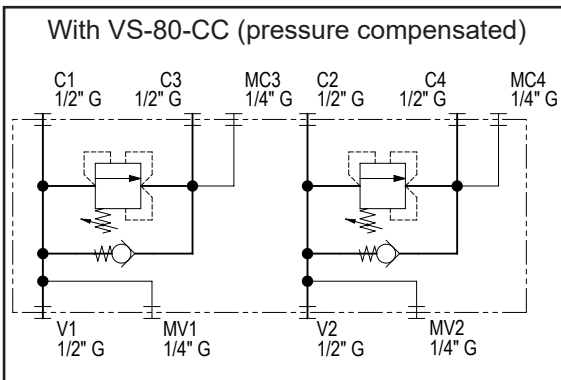 With VS-80-CC (pressure compensated)
C1 C3 MC3 C2 C4 MC4
1/2" G 1/2" G 1/4" G 1/2" G 1/2" G 1/4" G
V1 MV1 V2 MV2
1/2" G 1/4" G 1/2" G 1/4" G